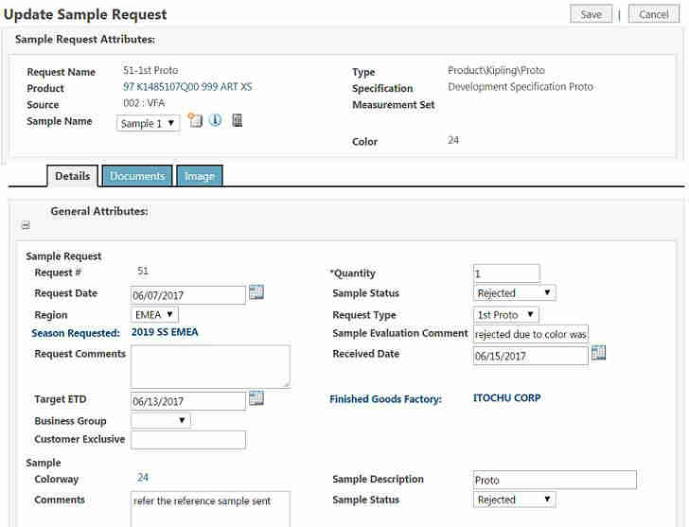 Update Sample Request
Save | Cancel
Sample Request Attributes:
Request Name 51-1st Proto Type Product\Kipling\Proto
Product 97 K1485107Q00 999 ART XS Specification Development Specification Proto
Source 002 : VFA Measurement Set
Sample Name Sample 1
Color 24
Details Documents Image
General Attributes:
Sample Request
Request # 51 *Quantity 1
Request Date 06/07/2017 Sample Status Rejected
Region EMEA Request Type 1st Proto
Season Requested: 2019 SS EMEA Sample Evaluation Comment rejected due to color was
Request Comments Received Date 06/15/2017
Target ETD 06/13/2017 Finished Goods Factory: ITOCHU CORP
Business Group
Customer Exclusive
Sample
Colorway 24 Sample Description Proto
Comments refer the reference sample sent Sample Status Rejected